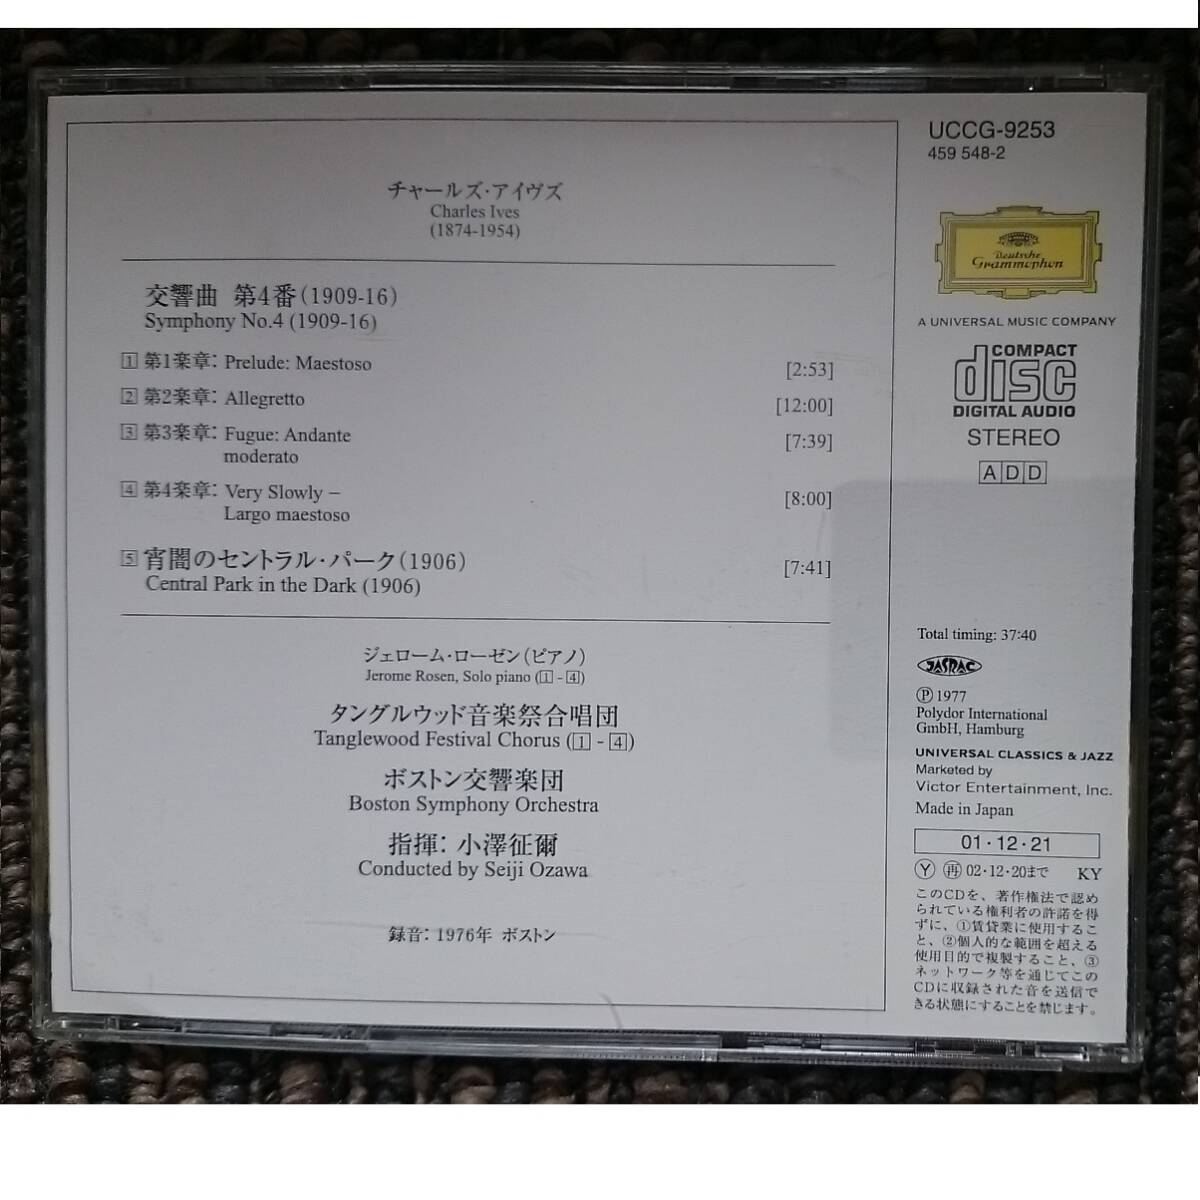 チャールズ・アイヴズ
Charles Ives
(1874-1954)
交響曲 第4番(1909-16)
Symphony No.4 (1909-16)
1 第1楽章: Prelude: Maestoso [2:53]
2 第2楽章: Allegretto [12:00]
3 第3楽章: Fugue: Andante [7:39]
moderato
4 第4楽章: Very Slowly – [8:00]
Largo maestoso
5 宵闇のセントラル・パーク(1906) [7:41]
Central Park in the Dark (1906)
ジェローム・ローゼン(ピアノ)
Jerome Rosen, Solo piano (1 - 4)
タングルウッド音楽祭合唱団
Tanglewood Festival Chorus (1 - 4)
ボストン交響楽団
Boston Symphony Orchestra
指揮: 小澤征爾
Conducted by Seiji Ozawa
録音: 1976年 ボストン
UCCG-9253
459 548-2
Deutsche
Grammophon
A UNIVERSAL MUSIC COMPANY
COMPACT
disc
DIGITAL AUDIO
STEREO
ADD
Total timing: 37:40
JASRAC
Ⓟ 1977
Polydor International
GmbH, Hamburg
UNIVERSAL CLASSICS & JAZZ
Marketed by
Victor Entertainment, Inc.
Made in Japan
01・12・21
Ⓨ 再 02・12・20まで KY
このCDを、著作権法で認め
られている権利者の許諾を得
ずに、①賃貸業に使用するこ
と、②個人的な範囲を超える
使用目的で複製すること、③
ネットワーク等を通じてこの
CDに収録された音を送信で
きる状態にすることを禁じます。